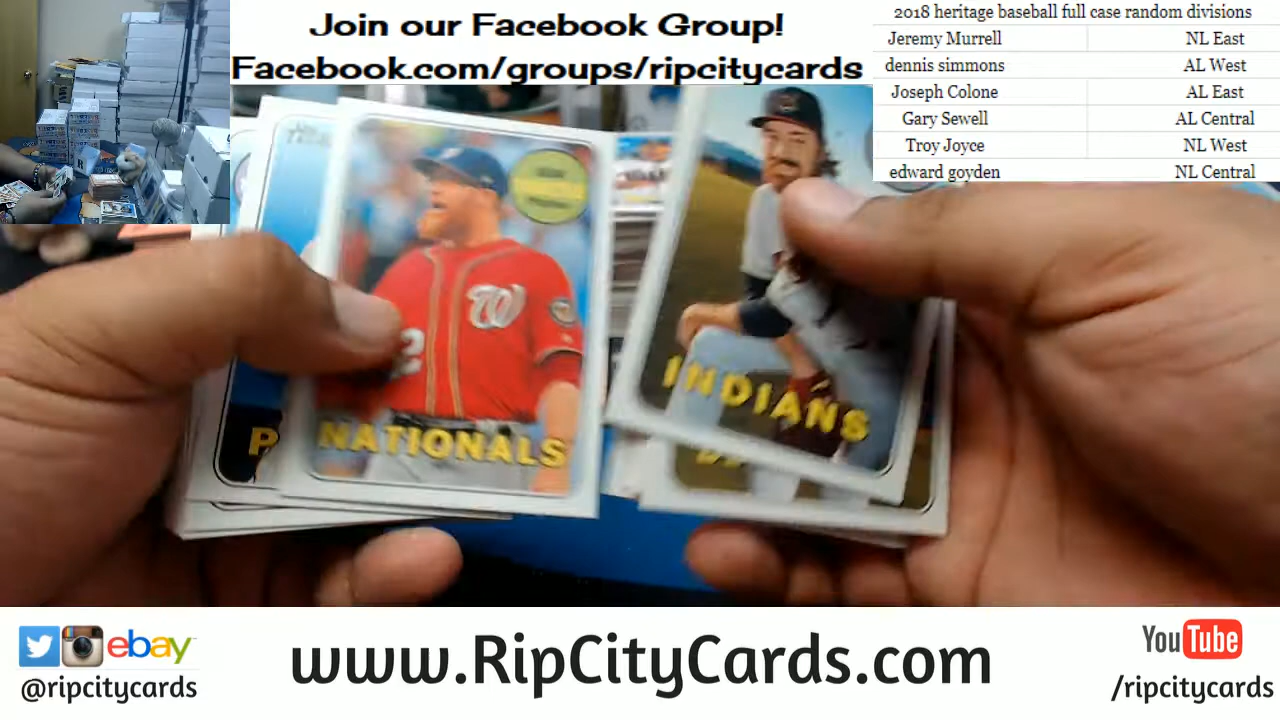 Join our Facebook Group!
Facebook.com/groups/ripcitycards
2018 heritage baseball full case random divisions
Jeremy Murrell NL East
dennis simmons AL West
Joseph Colone AL East
Gary Sewell AL Central
Troy Joyce NL West
edward goyden NL Central
W
2
NATIONALS
P
INDIANS
ebay
@ripcitycards
www.RipCityCards.com
YouTube
/ripcitycards